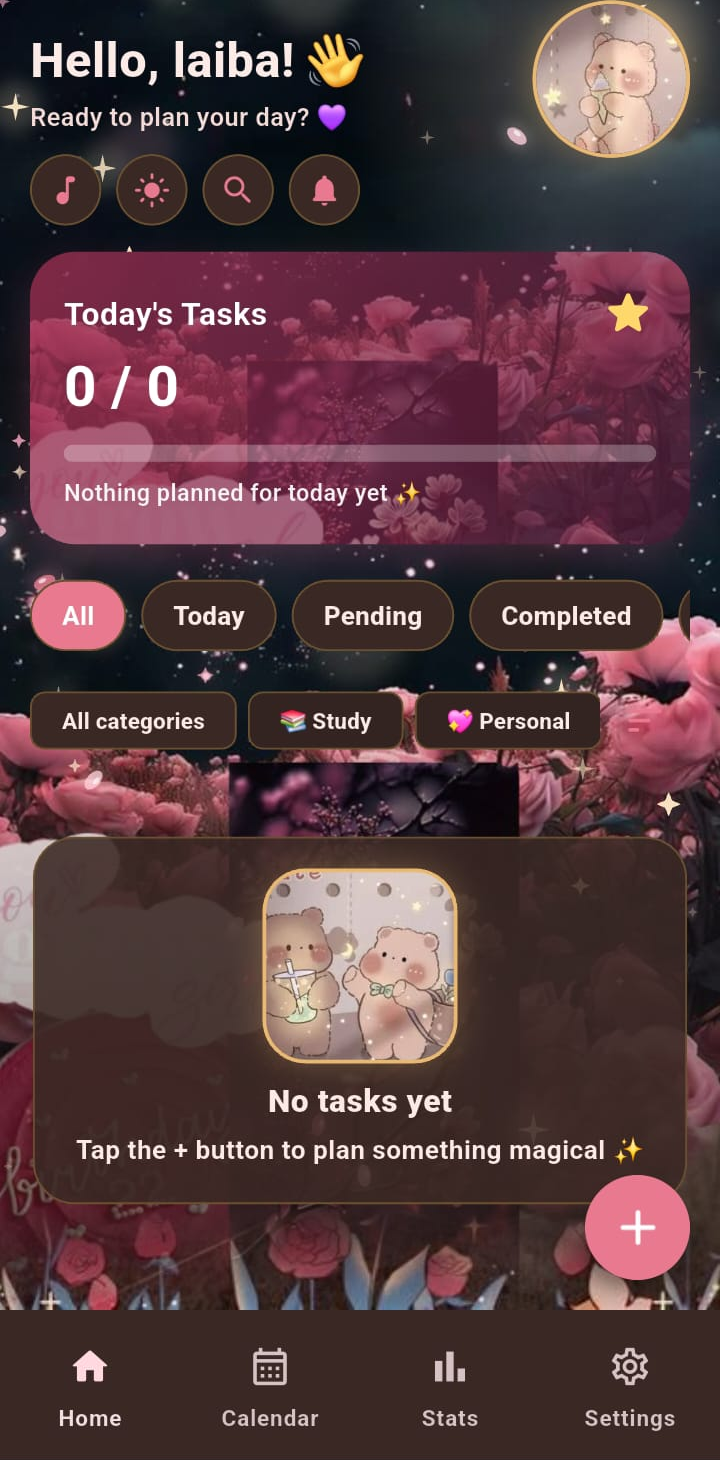 Hello, laiba! 👋
Ready to plan your day? 💜
Today's Tasks
0 / 0
Nothing planned for today yet ✨
All
Today
Pending
Completed
All categories
📚 Study
💖 Personal
No tasks yet
Tap the + button to plan something magical ✨
Home
Calendar
Stats
Settings